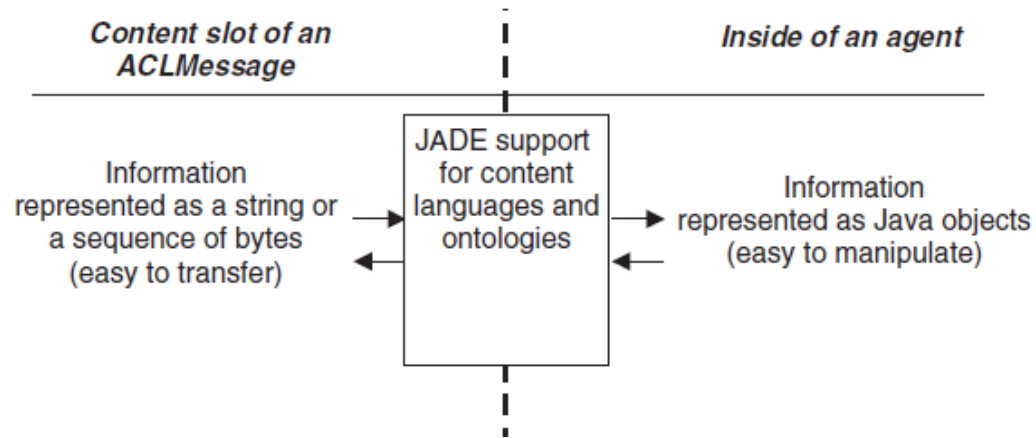 Content slot of an
ACLMessage
Inside of an agent
Information
represented as a string or
a sequence of bytes
(easy to transfer)
JADE support
for content
languages and
ontologies
Information
represented as Java objects
(easy to manipulate)